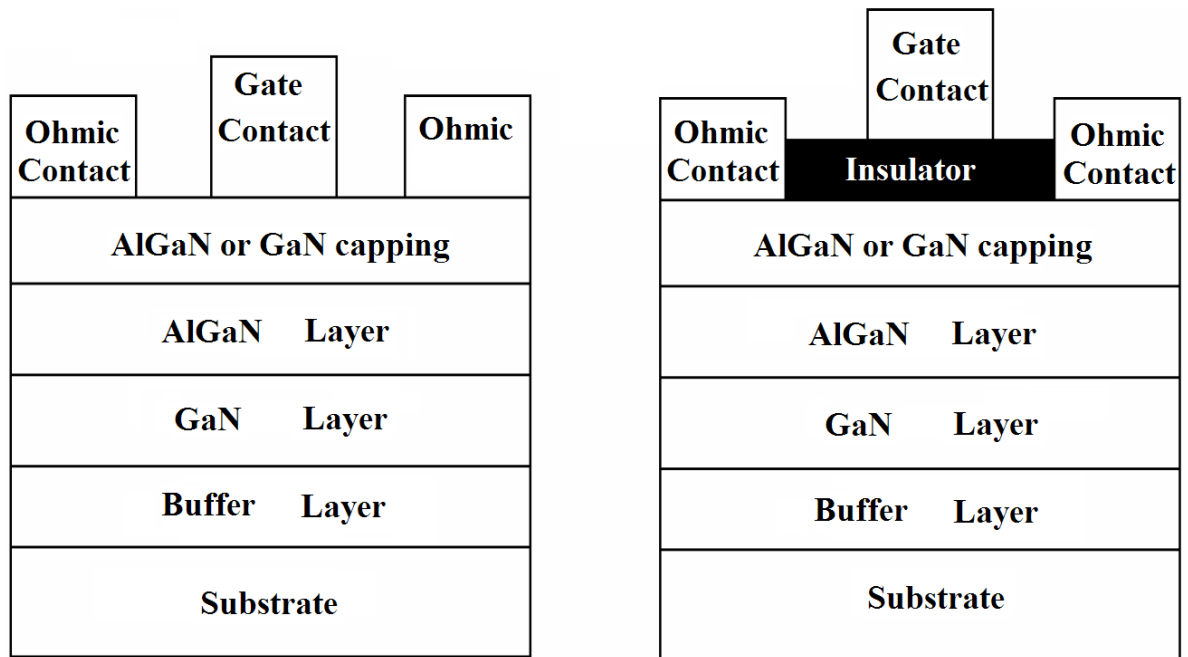 Gate
Contact
Ohmic
Contact
Ohmic
AlGaN or GaN capping
AlGaN Layer
GaN Layer
Buffer Layer
Substrate
Gate
Contact
Ohmic
Contact
Insulator
Ohmic
Contact
AlGaN or GaN capping
AlGaN Layer
GaN Layer
Buffer Layer
Substrate